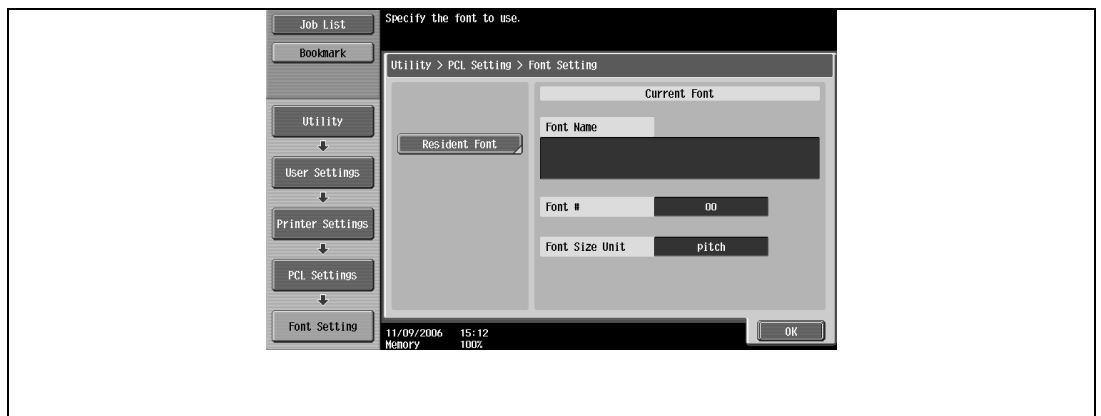 Job List
Bookmark
Utility
User Settings
Printer Settings
PCL Settings
Font Setting
Specify the font to use.
Utility > PCL Setting > Font Setting
Resident Font
Current Font
Font Name
Font # 00
Font Size Unit pitch
11/09/2006 15:12
Memory 100%
OK